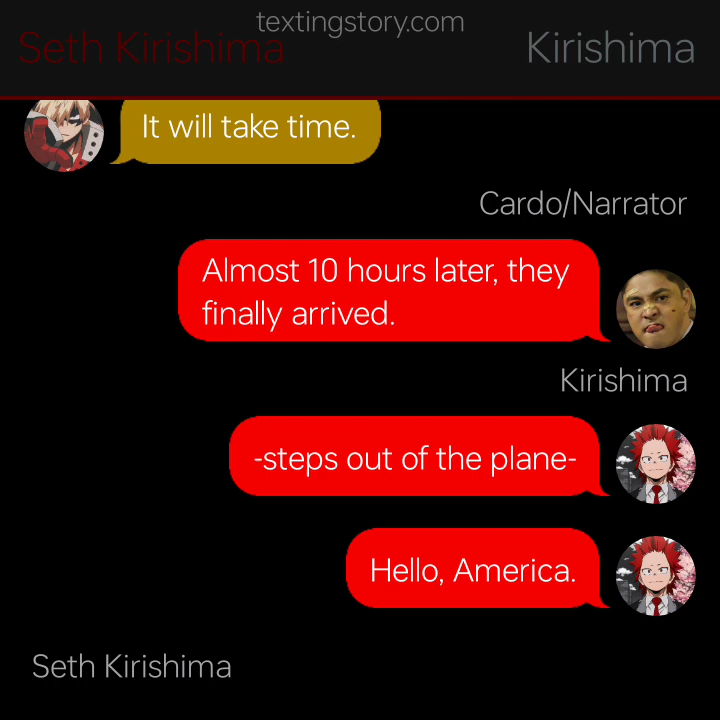 textingstory.com
Seth Kirishima
Kirishima
It will take time.
Cardo/Narrator
Almost 10 hours later, they
finally arrived.
Kirishima
-steps out of the plane-
Hello, America.
Seth Kirishima